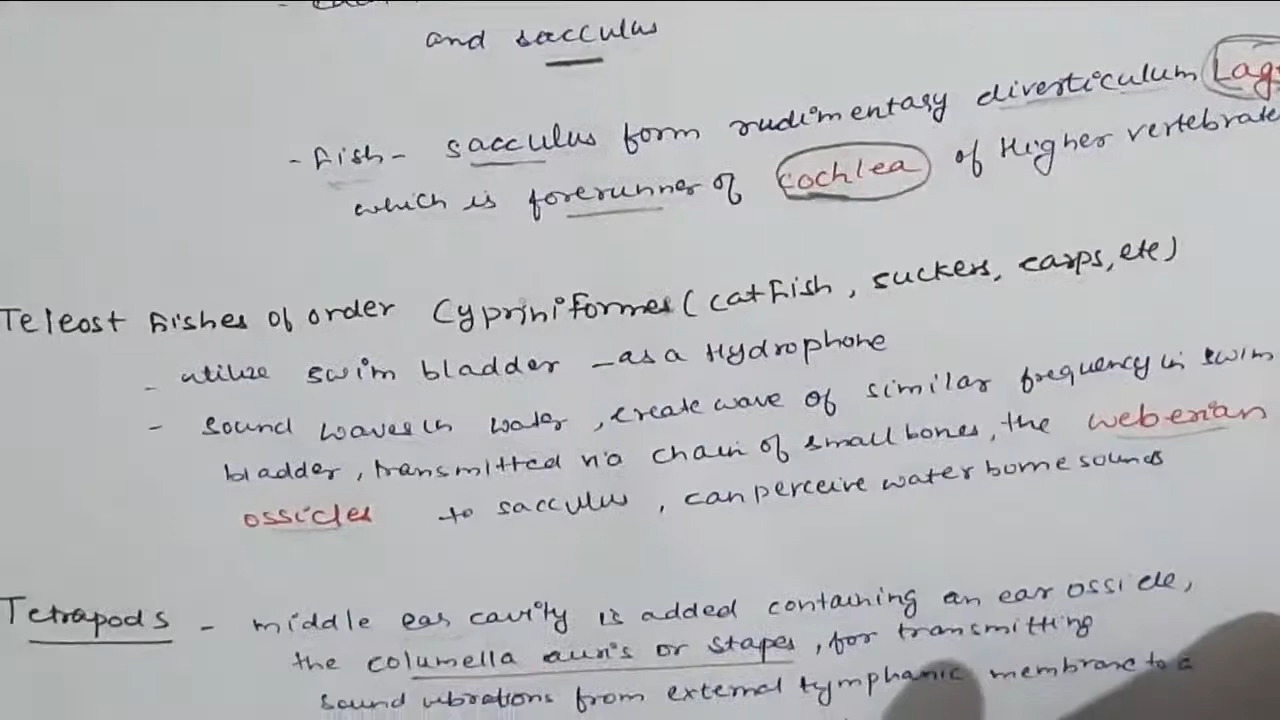 and sacculus
- Fish - sacculus form rudimentary diverticulum Lag
which is forerunner of cochlea of Higher vertebrate
Teleost Fishes of order Cypriniformes (catfish, suckers, carps, etc)
- utilize swim bladder - as a Hydrophone
- sound waves in water, create wave of similar frequency in swim
bladder, transmitted via chain of small bones, the weberian
ossicles to sacculus, can perceive water borne sounds
Tetrapods - middle ear cavity is added containing an ear ossicle,
the columella auris or stapes, for transmitting
sound vibrations from external tymphanic membrane to a